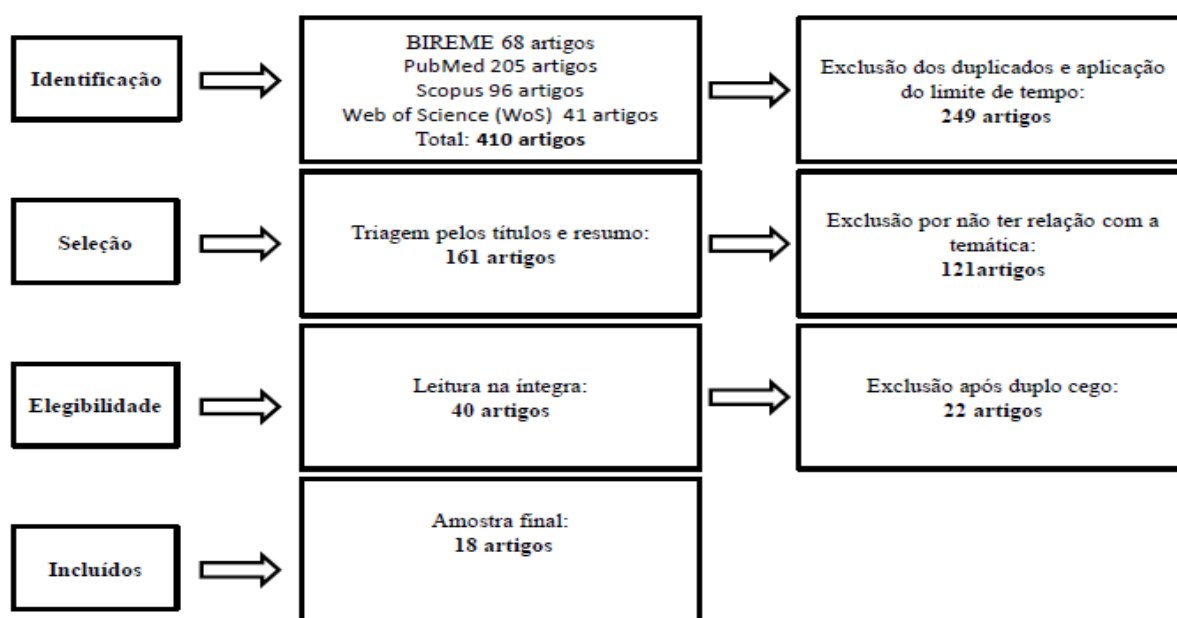 Identificação
BIREME 68 artigos
PubMed 205 artigos
Scopus 96 artigos
Web of Science (WoS) 41 artigos
Total: 410 artigos
Exclusão dos duplicados e aplicação
do limite de tempo:
249 artigos
Seleção
Triagem pelos títulos e resumo:
161 artigos
Exclusão por não ter relação com a
temática:
121artigos
Elegibilidade
Leitura na íntegra:
40 artigos
Exclusão após duplo cego:
22 artigos
Incluídos
Amostra final:
18 artigos